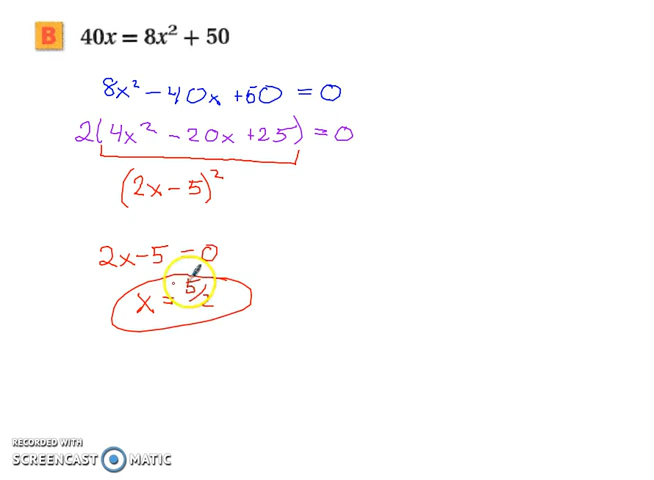 B 40x = 8x² + 50
8x² − 40x + 50 = 0
2(4x² − 20x + 25) = 0
(2x − 5)²
2x − 5 = 0
x = 5/2
RECORDED WITH
SCREENCAST MATIC